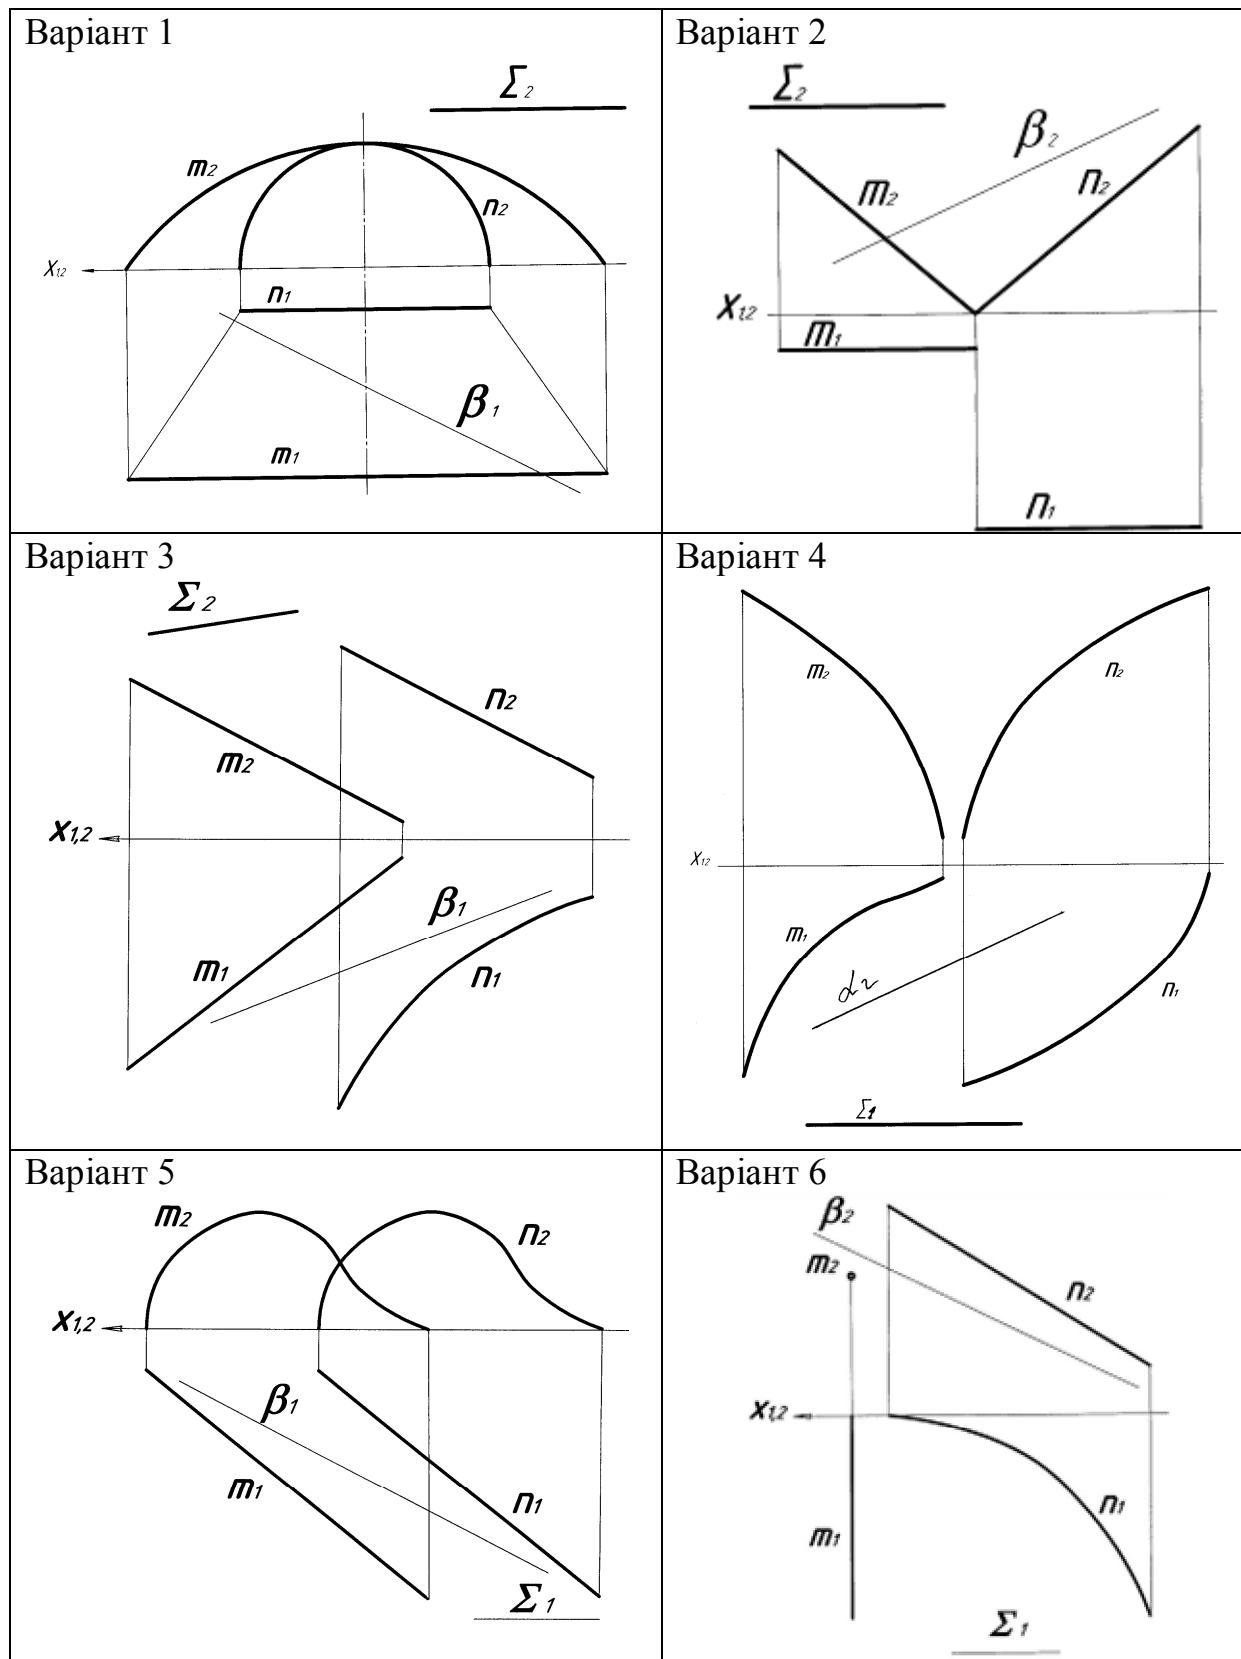 Варіант 1
Σ₂
m₂
n₂
X₁₂
n₁
β₁
m₁
Варіант 2
Σ₂
β₂
m₂
n₂
X₁,₂
m₁
n₁
Варіант 3
Σ₂
n₂
m₂
x₁,₂
β₁
m₁
n₁
Варіант 4
m₂
n₂
X₁₂
m₁
α₂
n₁
Σ₁
Варіант 5
m₂
n₂
x₁,₂
β₁
m₁
n₁
Σ₁
Варіант 6
β₂
m₂
n₂
x₁,₂
n₁
m₁
Σ₁